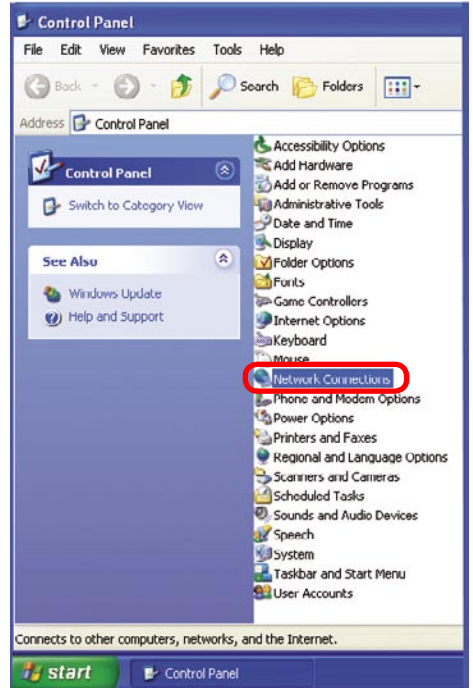 Control Panel
File Edit View Favorites Tools Help
Back Search Folders
Address Control Panel
Control Panel
Switch to Category View
See Also
Windows Update
Help and Support
Accessibility Options
Add Hardware
Add or Remove Programs
Administrative Tools
Date and Time
Display
Folder Options
Fonts
Game Controllers
Internet Options
Keyboard
Mouse
Network Connections
Phone and Modem Options
Power Options
Printers and Faxes
Regional and Language Options
Scanners and Cameras
Scheduled Tasks
Sounds and Audio Devices
Speech
System
Taskbar and Start Menu
User Accounts
Connects to other computers, networks, and the Internet.
start Control Panel